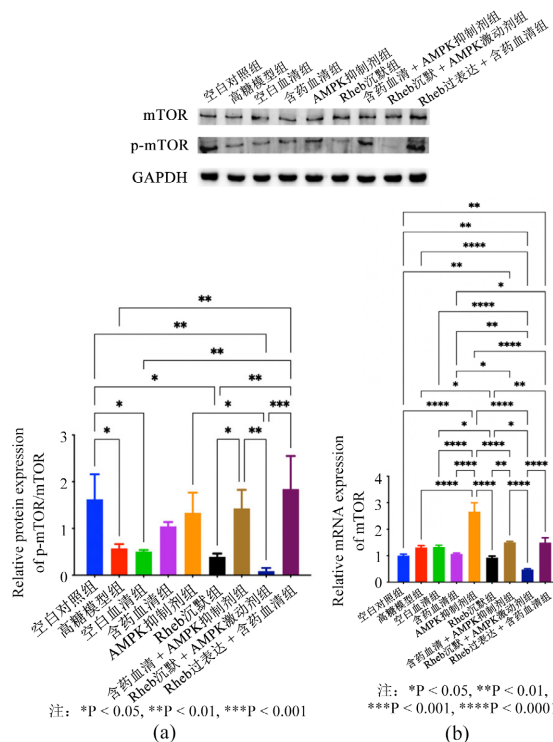 空白对照组
高糖模型组
空白血清组
含药血清组
AMPK抑制剂组
Rheb沉默组
含药血清 + AMPK抑制剂组
Rheb沉默 + AMPK激动剂组
Rheb过表达 + 含药血清组
mTOR
p-mTOR
GAPDH
**
**
**
*
**
*
*
***
*
*
**
3
2
1
0
Relative protein expression
of p-mTOR/mTOR
空白对照组
高糖模型组
空白血清组
含药血清组
AMPK抑制剂组
Rheb沉默组
含药血清 + AMPK抑制剂组
Rheb沉默 + AMPK激动剂组
Rheb过表达 + 含药血清组
注：*P < 0.05, **P < 0.01, ***P < 0.001
(a)
**
**
****
**
*
****
**
****
*
*
**
****
****
*
*
****
****
****
**
****
****
****
4
3
2
1
0
Relative mRNA expression
of mTOR
空白对照组
高糖模型组
空白血清组
含药血清组
AMPK抑制剂组
Rheb沉默组
含药血清 + AMPK抑制剂组
Rheb沉默 + AMPK激动剂组
Rheb过表达 + 含药血清组
注：*P < 0.05, **P < 0.01,
***P < 0.001, ****P < 0.0001
(b)